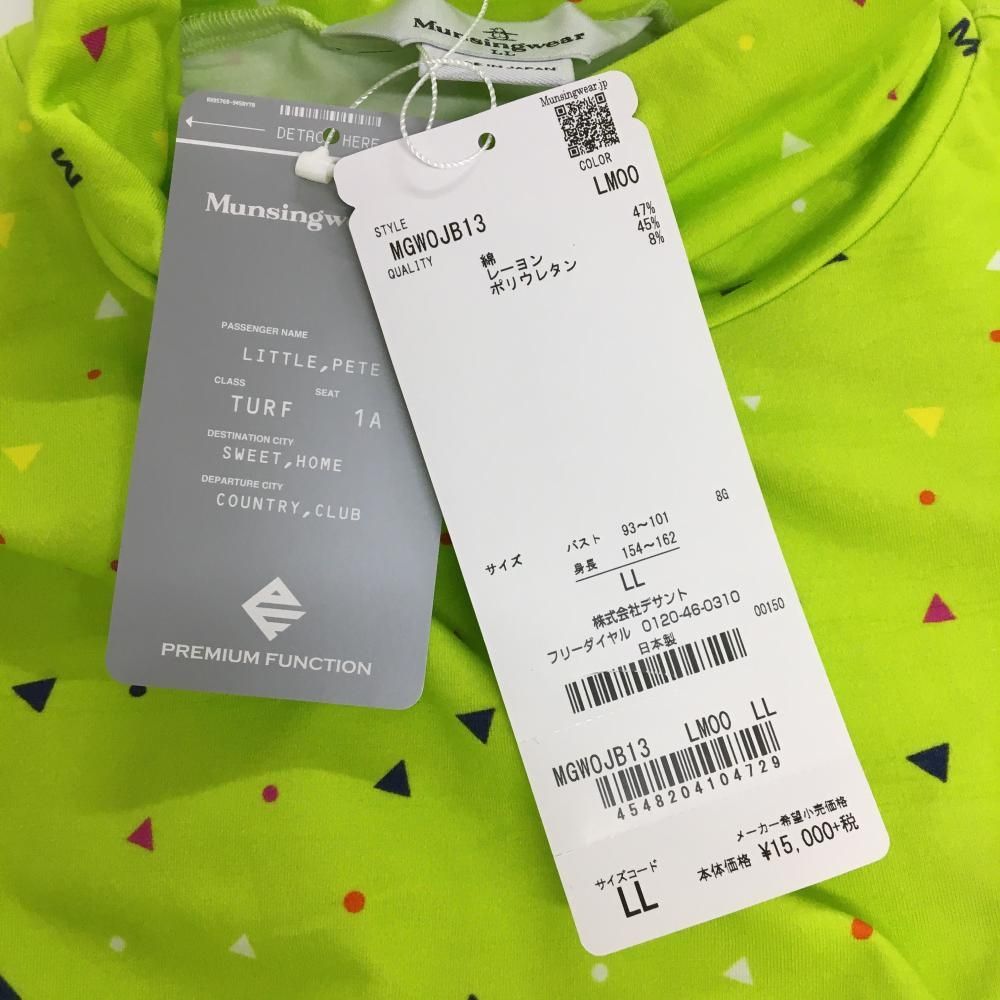 Munsingwear
LL
MADE IN JAPAN
DETACH HERE
Munsingw
PASSENGER NAME
LITTLE,PETE
CLASS
SEAT
TURF
1A
DESTINATION CITY
SWEET,HOME
DEPARTURE CITY
COUNTRY,CLUB
PREMIUM FUNCTION
Munsingwear.jp
COLOR
LM00
STYLE
MGWOJB13
QUALITY
綿 47%
レーヨン 45%
ポリウレタン 8%
8G
サイズ
バスト 93～101
身長 154～162
LL
株式会社デサント
フリーダイヤル 0120-46-0310
00150
日本製
MGWOJB13 LM00 LL
4548204104729
メーカー希望小売価格
本体価格 ¥15,000+税
サイズコード
LL
M
M